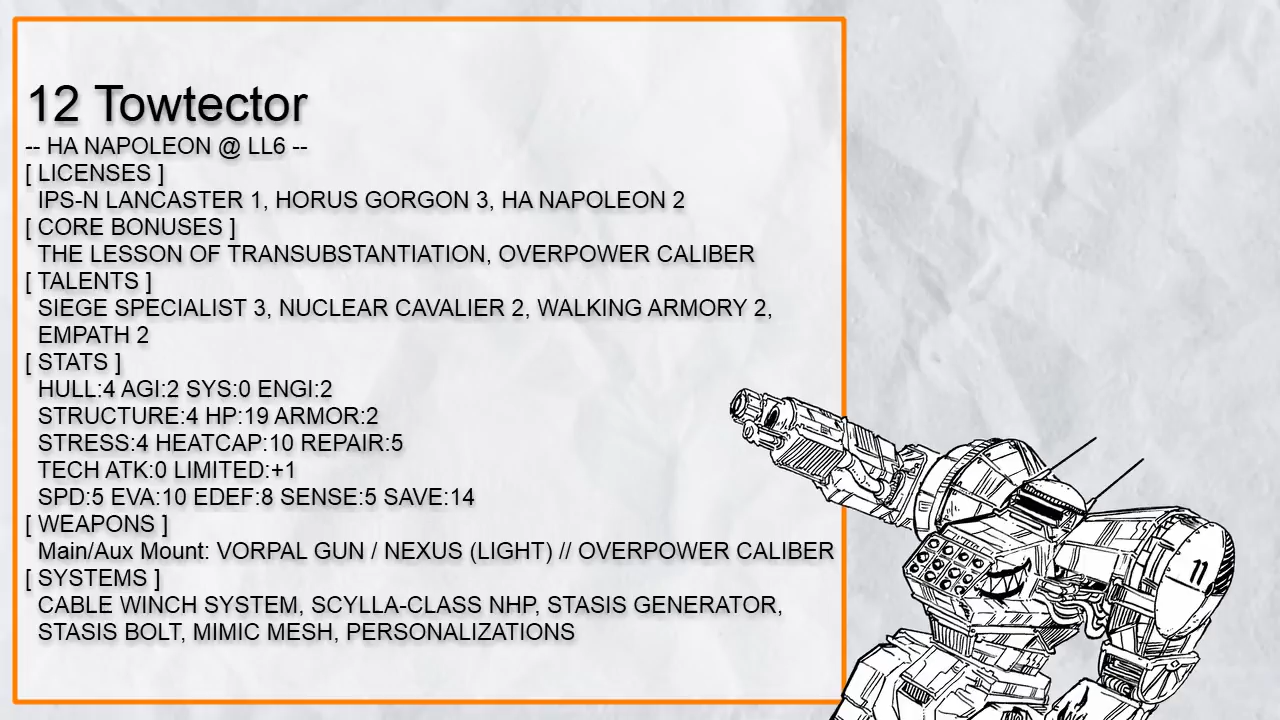 12 Towtector
-- HA NAPOLEON @ LL6 --
[ LICENSES ]
IPS-N LANCASTER 1, HORUS GORGON 3, HA NAPOLEON 2
[ CORE BONUSES ]
THE LESSON OF TRANSUBSTANTIATION, OVERPOWER CALIBER
[ TALENTS ]
SIEGE SPECIALIST 3, NUCLEAR CAVALIER 2, WALKING ARMORY 2,
EMPATH 2
[ STATS ]
HULL:4 AGI:2 SYS:0 ENGI:2
STRUCTURE:4 HP:19 ARMOR:2
STRESS:4 HEATCAP:10 REPAIR:5
TECH ATK:0 LIMITED:+1
SPD:5 EVA:10 EDEF:8 SENSE:5 SAVE:14
[ WEAPONS ]
Main/Aux Mount: VORPAL GUN / NEXUS (LIGHT) // OVERPOWER CALIBER
[ SYSTEMS ]
CABLE WINCH SYSTEM, SCYLLA-CLASS NHP, STASIS GENERATOR,
STASIS BOLT, MIMIC MESH, PERSONALIZATIONS
11